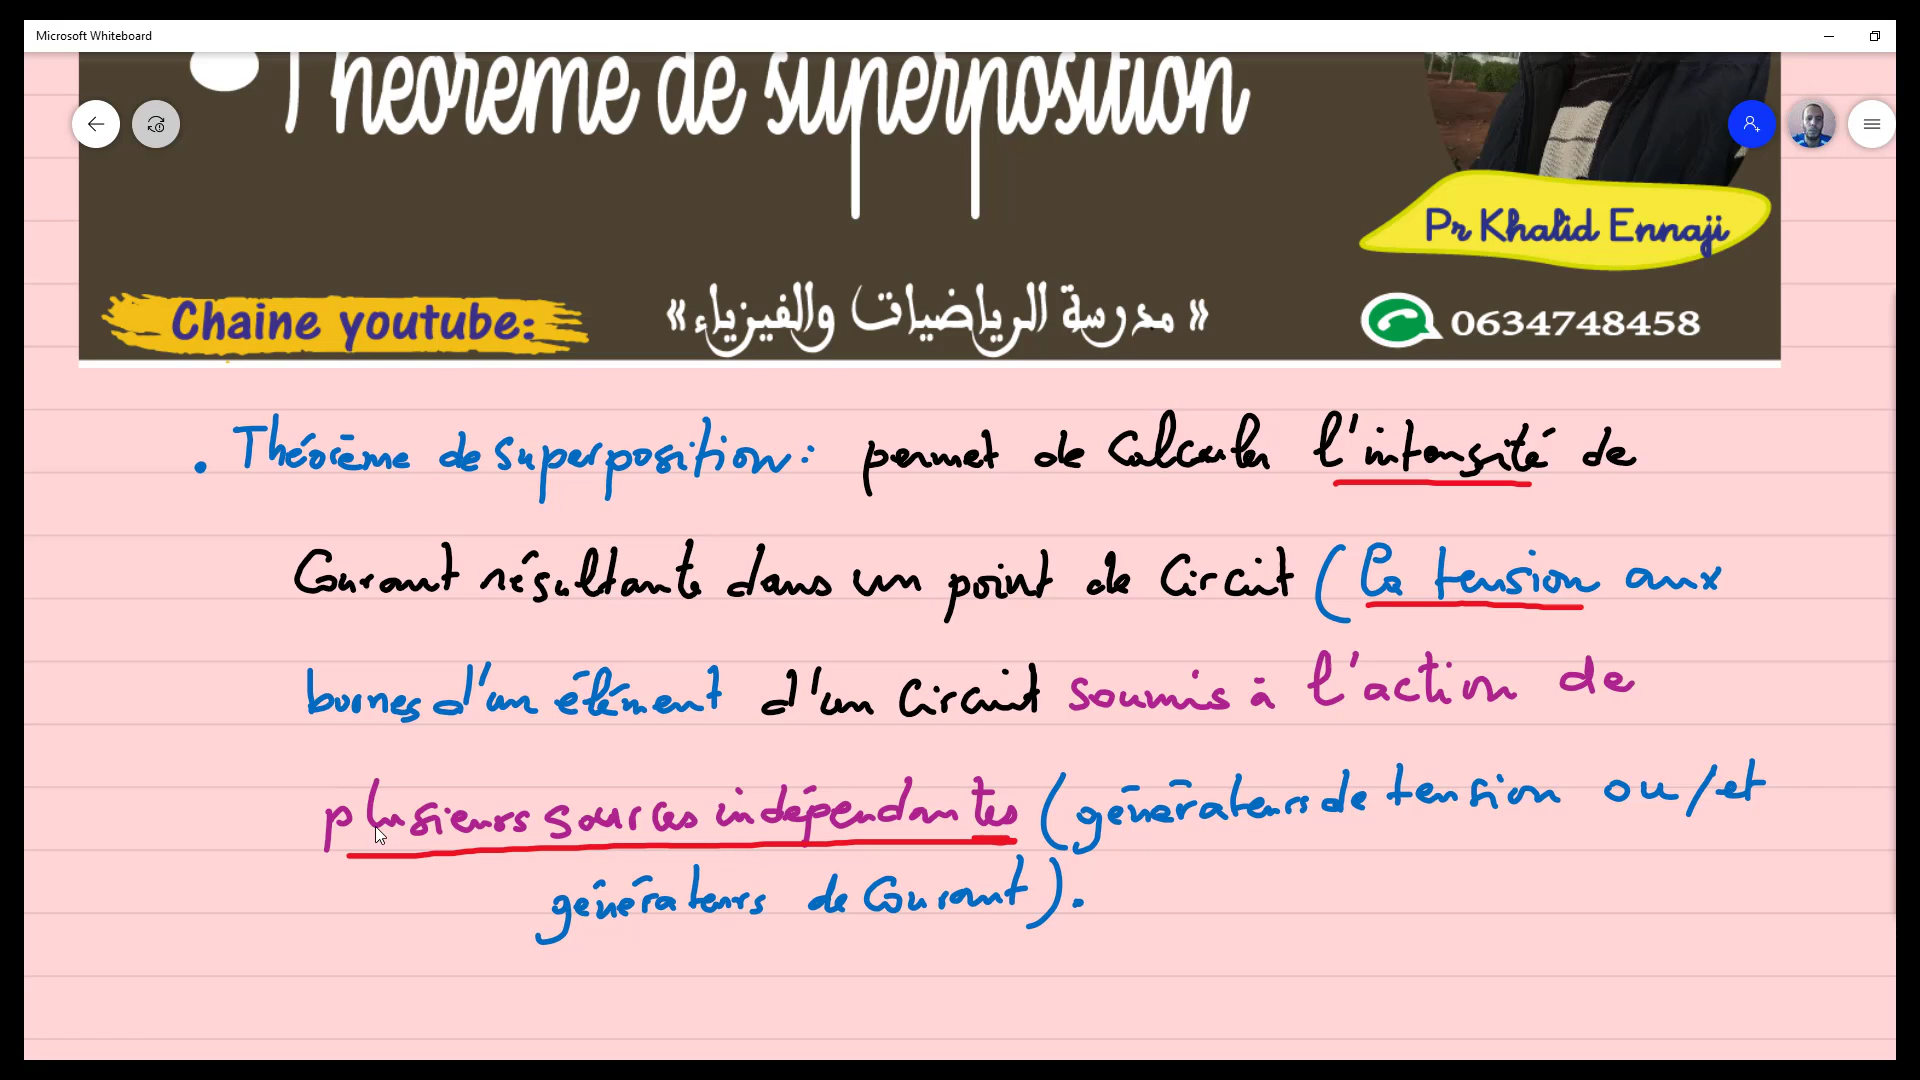 Microsoft Whiteboard
Théorème de superposition
Pr Khalid Ennaji
Chaine youtube:
« مدرسة الرياضيات والفيزياء »
0634748458
. Théorème de superposition : permet de Calculer l'intensité de
Courant résultante dans un point de Circuit (la tension aux
bornes d'un élément d'un Circuit soumis à l'action de
plusieurs sources indépendantes (générateurs de tension ou/et
générateurs de Courant).